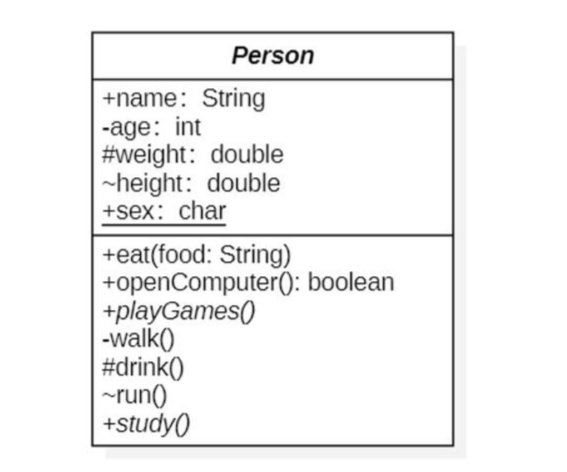 Person
+name: String
-age: int
#weight: double
~height: double
+sex: char
+eat(food: String)
+openComputer(): boolean
+playGames()
-walk()
#drink()
~run()
+study()